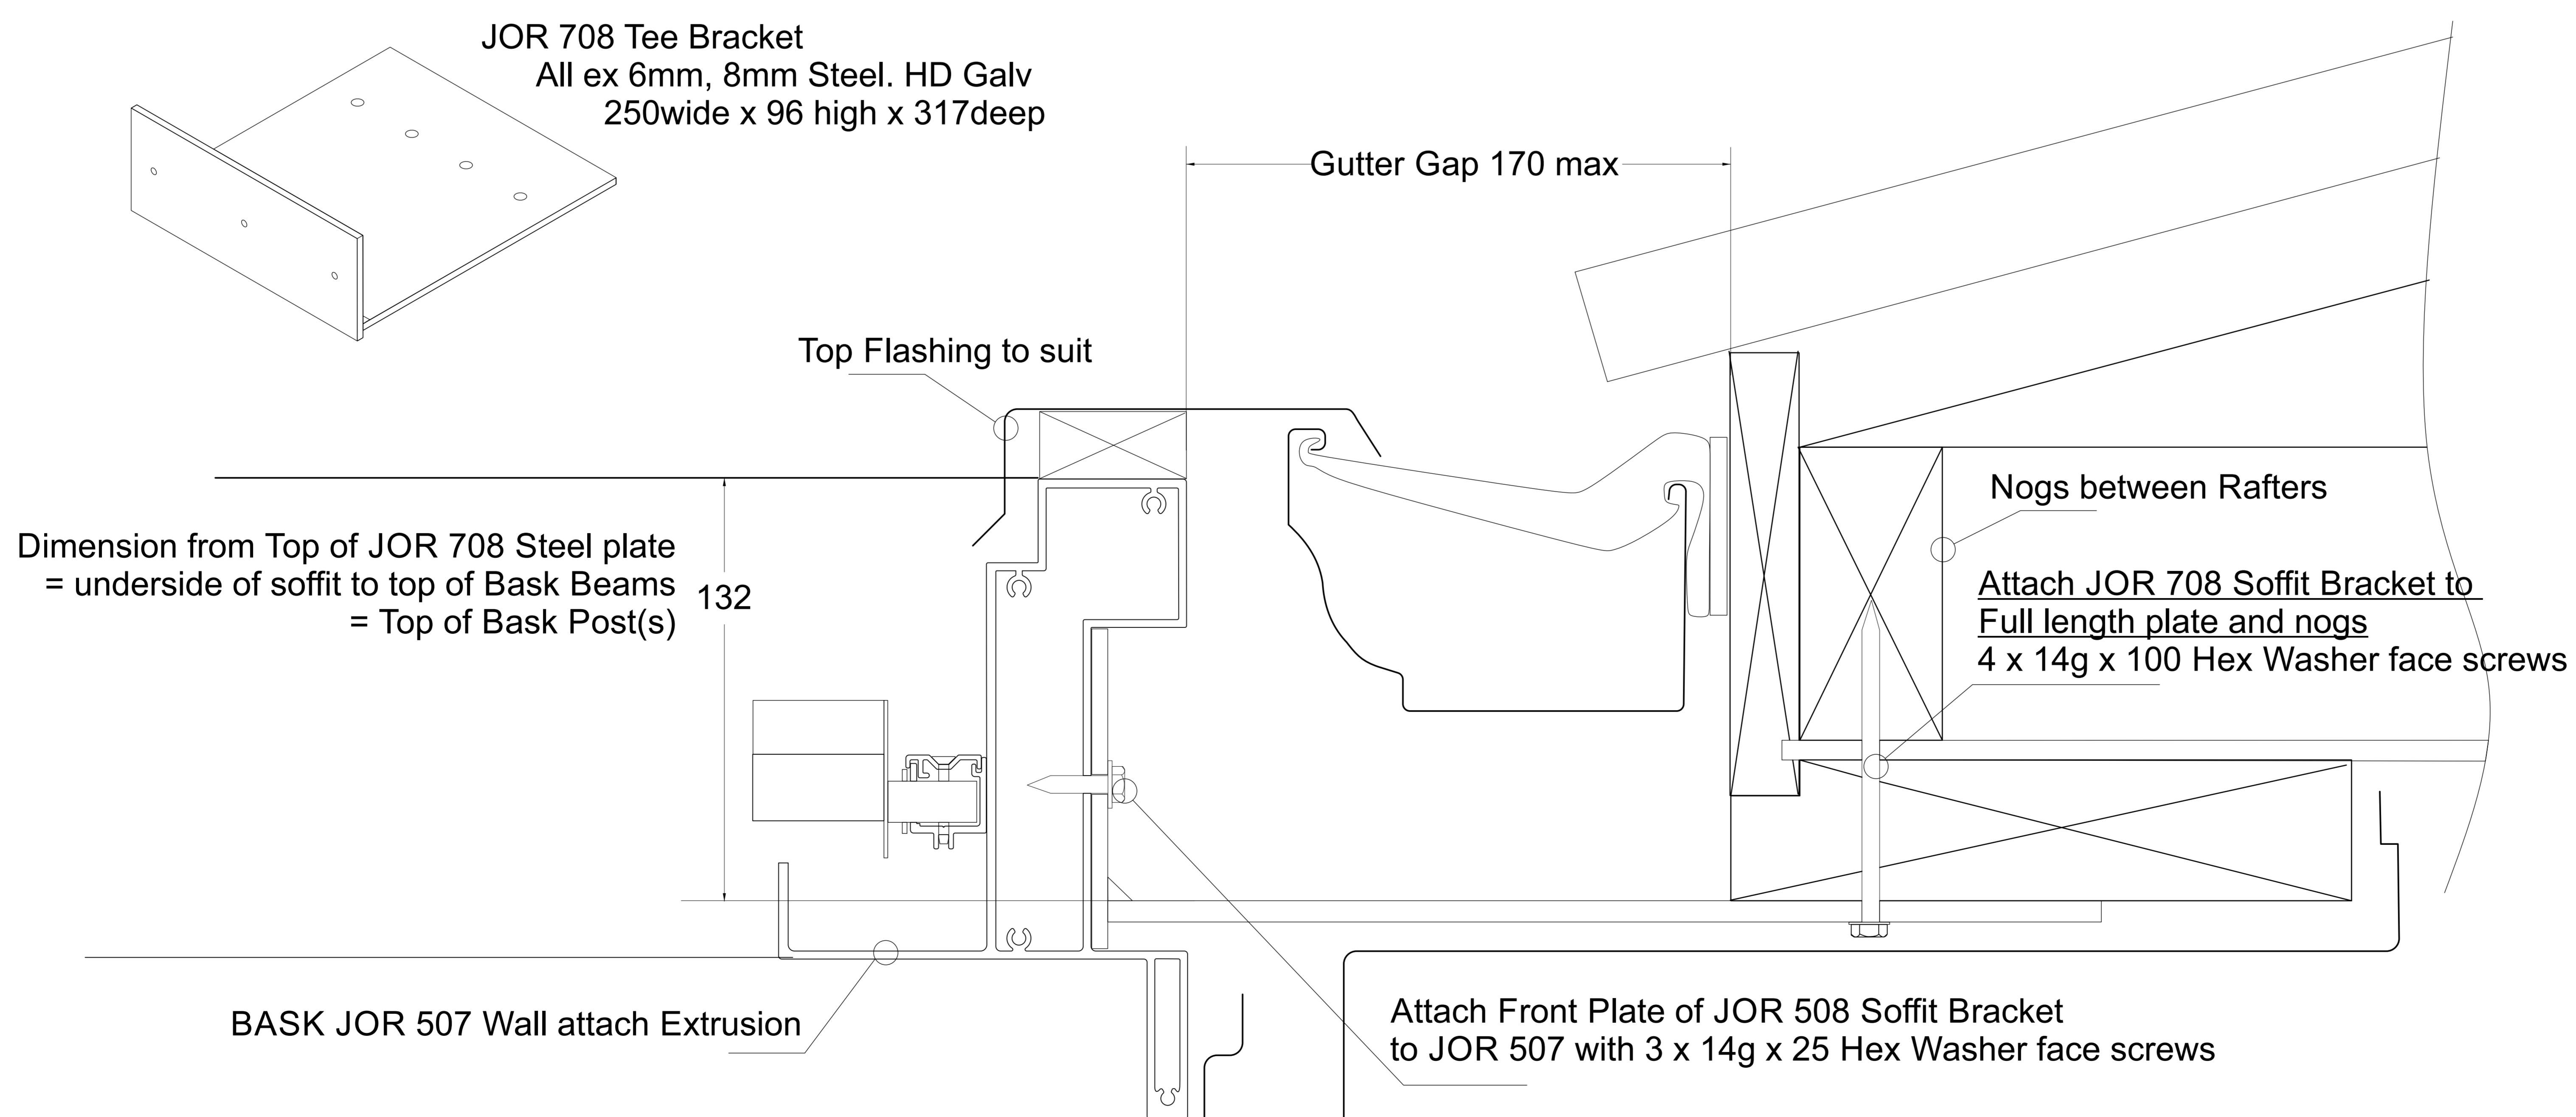 JOR 708 Tee Bracket
All ex 6mm, 8mm Steel. HD Galv
250wide x 96 high x 317deep
Gutter Gap 170 max
Top Flashing to suit
Nogs between Rafters
Dimension from Top of JOR 708 Steel plate
= underside of soffit to top of Bask Beams
= Top of Bask Post(s)
132
Attach JOR 708 Soffit Bracket to
Full length plate and nogs
4 x 14g x 100 Hex Washer face screws
BASK JOR 507 Wall attach Extrusion
Attach Front Plate of JOR 508 Soffit Bracket
to JOR 507 with 3 x 14g x 25 Hex Washer face screws